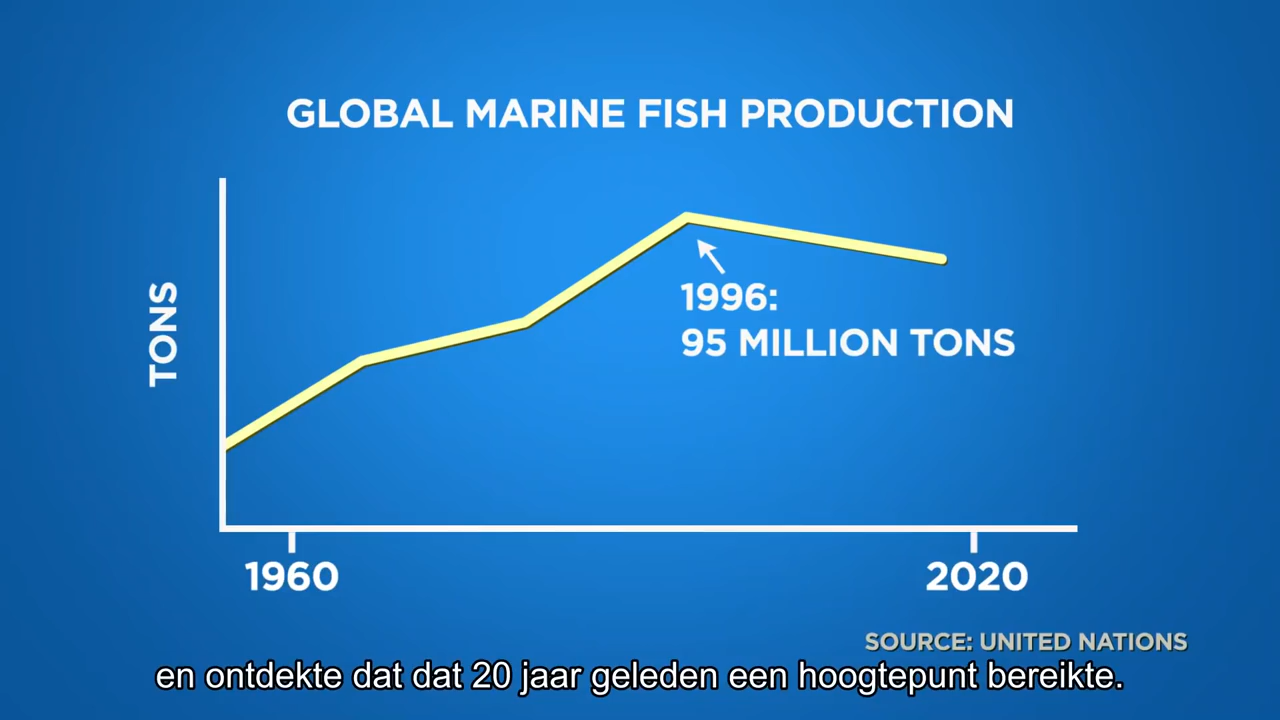 GLOBAL MARINE FISH PRODUCTION
TONS
1996:
95 MILLION TONS
1960
2020
SOURCE: UNITED NATIONS
en ontdekte dat dat 20 jaar geleden een hoogtepunt bereikte.